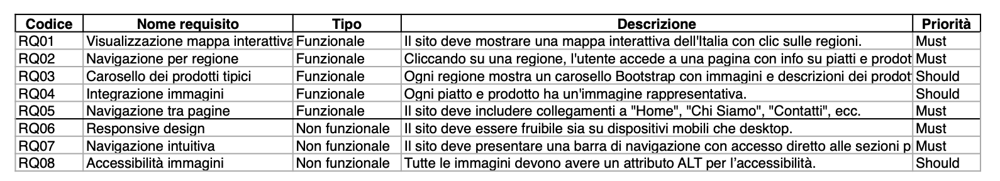 Codice Nome requisito Tipo Descrizione Priorità
RQ01 Visualizzazione mappa interattiva Funzionale Il sito deve mostrare una mappa interattiva dell'Italia con clic sulle regioni. Must
RQ02 Navigazione per regione Funzionale Cliccando su una regione, l'utente accede a una pagina con info su piatti e prodot Must
RQ03 Carosello dei prodotti tipici Funzionale Ogni regione mostra un carosello Bootstrap con immagini e descrizioni dei prodot Should
RQ04 Integrazione immagini Funzionale Ogni piatto e prodotto ha un'immagine rappresentativa. Should
RQ05 Navigazione tra pagine Funzionale Il sito deve includere collegamenti a "Home", "Chi Siamo", "Contatti", ecc. Must
RQ06 Responsive design Non funzionale Il sito deve essere fruibile sia su dispositivi mobili che desktop. Must
RQ07 Navigazione intuitiva Non funzionale Il sito deve presentare una barra di navigazione con accesso diretto alle sezioni p Must
RQ08 Accessibilità immagini Non funzionale Tutte le immagini devono avere un attributo ALT per l’accessibilità. Should